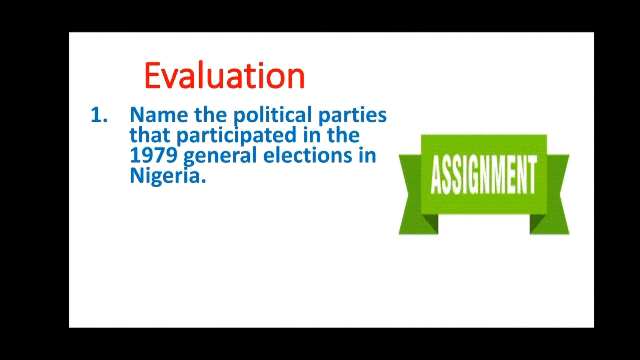 Evaluation
1. Name the political parties
that participated in the
1979 general elections in
Nigeria.
ASSIGNMENT